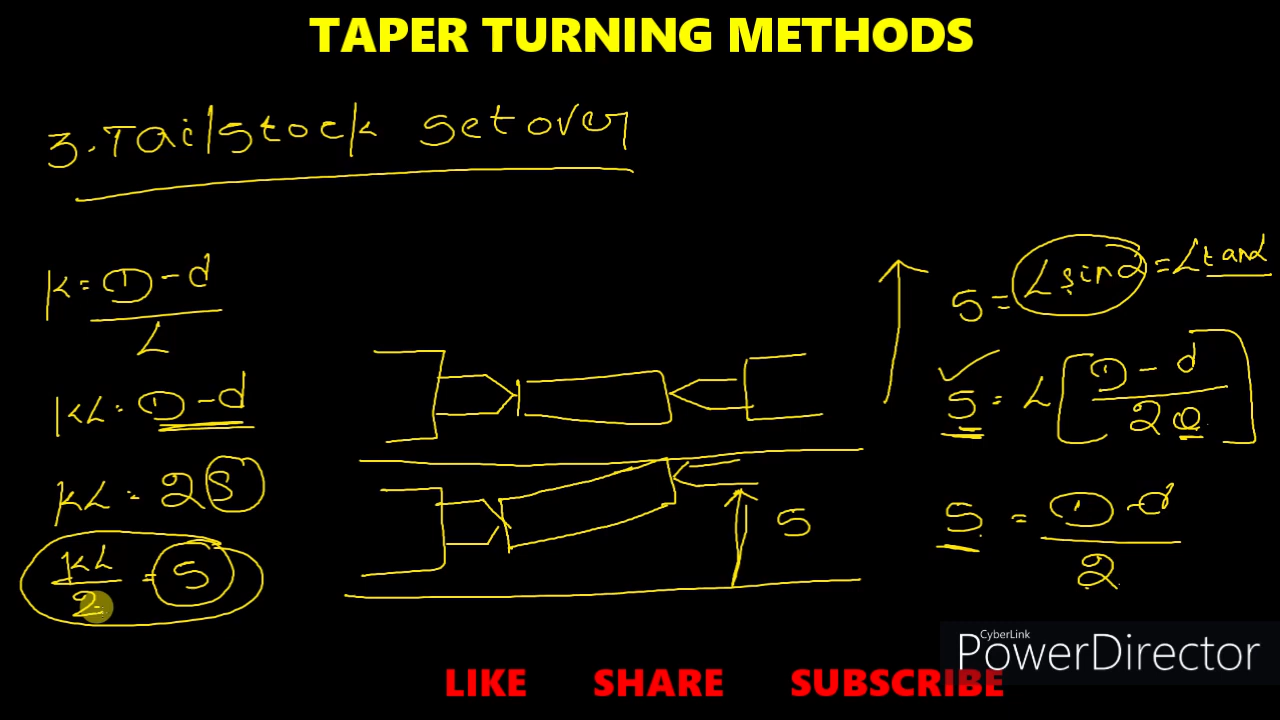 TAPER TURNING METHODS
3. Tailstock setover
K = D - d / L
KL = D - d
KL = 2S
KL / 2 = S
S
S = L sinα = L tanα
S = L [ D - d / 2 l ]
S = D - d / 2
CyberLink
PowerDirector
LIKE SHARE SUBSCRIBE